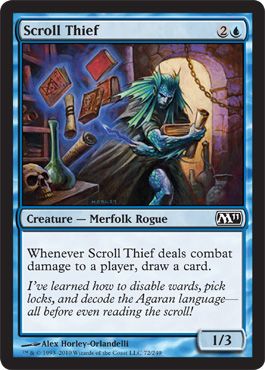 Scroll Thief 2
HORLEY
Creature — Merfolk Rogue M11
Whenever Scroll Thief deals combat
damage to a player, draw a card.
I've learned how to disable wards, pick
locks, and decode the Agaran language—
all before even reading the scroll!
Alex Horley-Orlandelli
™ & © 1993–2010 Wizards of the Coast LLC 72/249
1/3